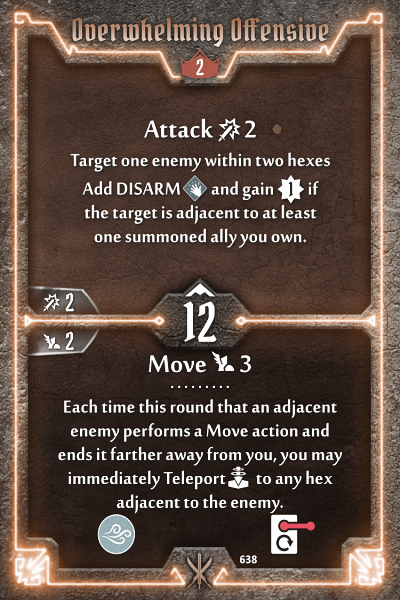 Overwhelming Offensive
2
Attack 2
Target one enemy within two hexes
Add DISARM and gain 1 if
the target is adjacent to at least
one summoned ally you own.
2
12
2
Move 3
Each time this round that an adjacent
enemy performs a Move action and
ends it farther away from you, you may
immediately Teleport to any hex
adjacent to the enemy.
638